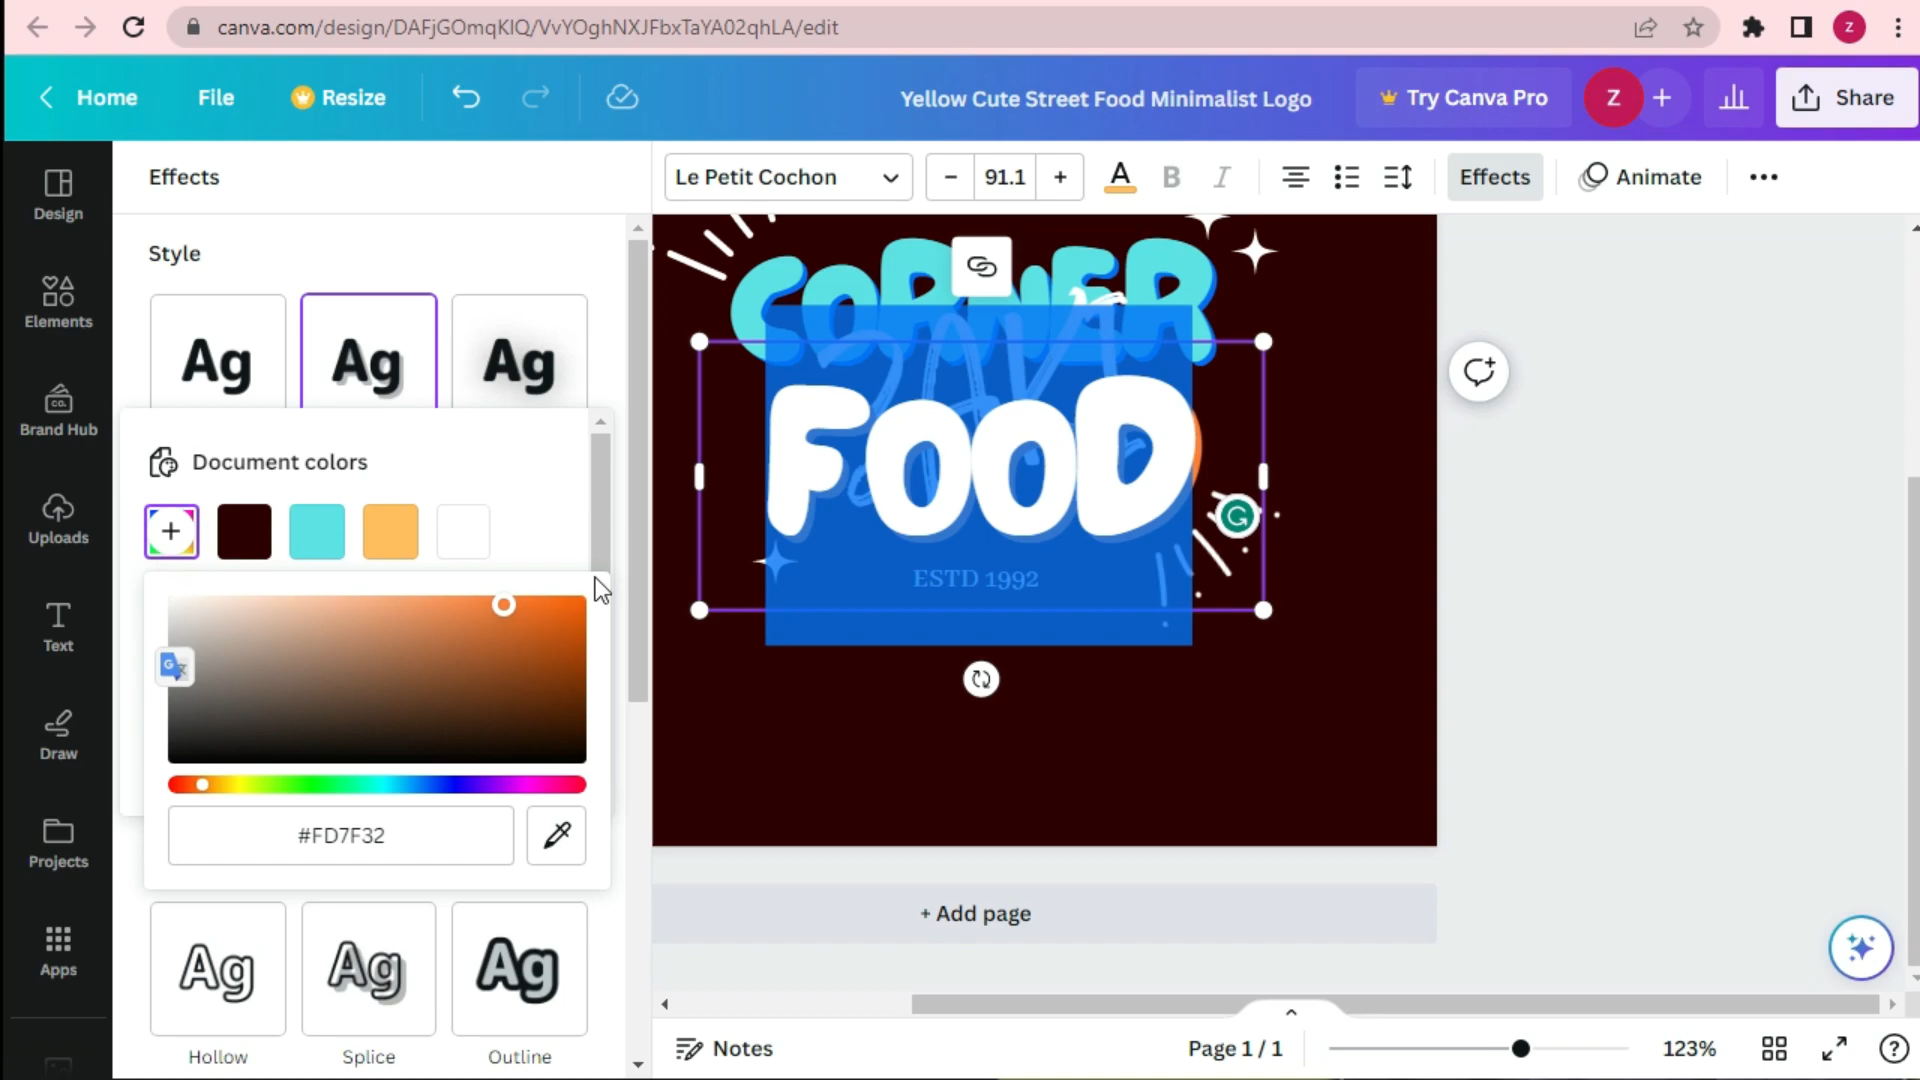 canva.com/design/DAFjGOmqKIQ/VvYOghNXJFbxTaYA02qhLA/edit
Z
Home
File
Resize
Yellow Cute Street Food Minimalist Logo
Try Canva Pro
Z
Share
Design
Elements
CO.
Brand Hub
Uploads
Text
Draw
Projects
Apps
Effects
Style
Ag
Ag
Ag
Document colors
#FD7F32
Ag
Ag
Ag
Hollow
Splice
Outline
Le Petit Cochon
91.1
A
B
I
Effects
Animate
CORNER
FOOD
ESTD 1992
+ Add page
Notes
Page 1 / 1
123%